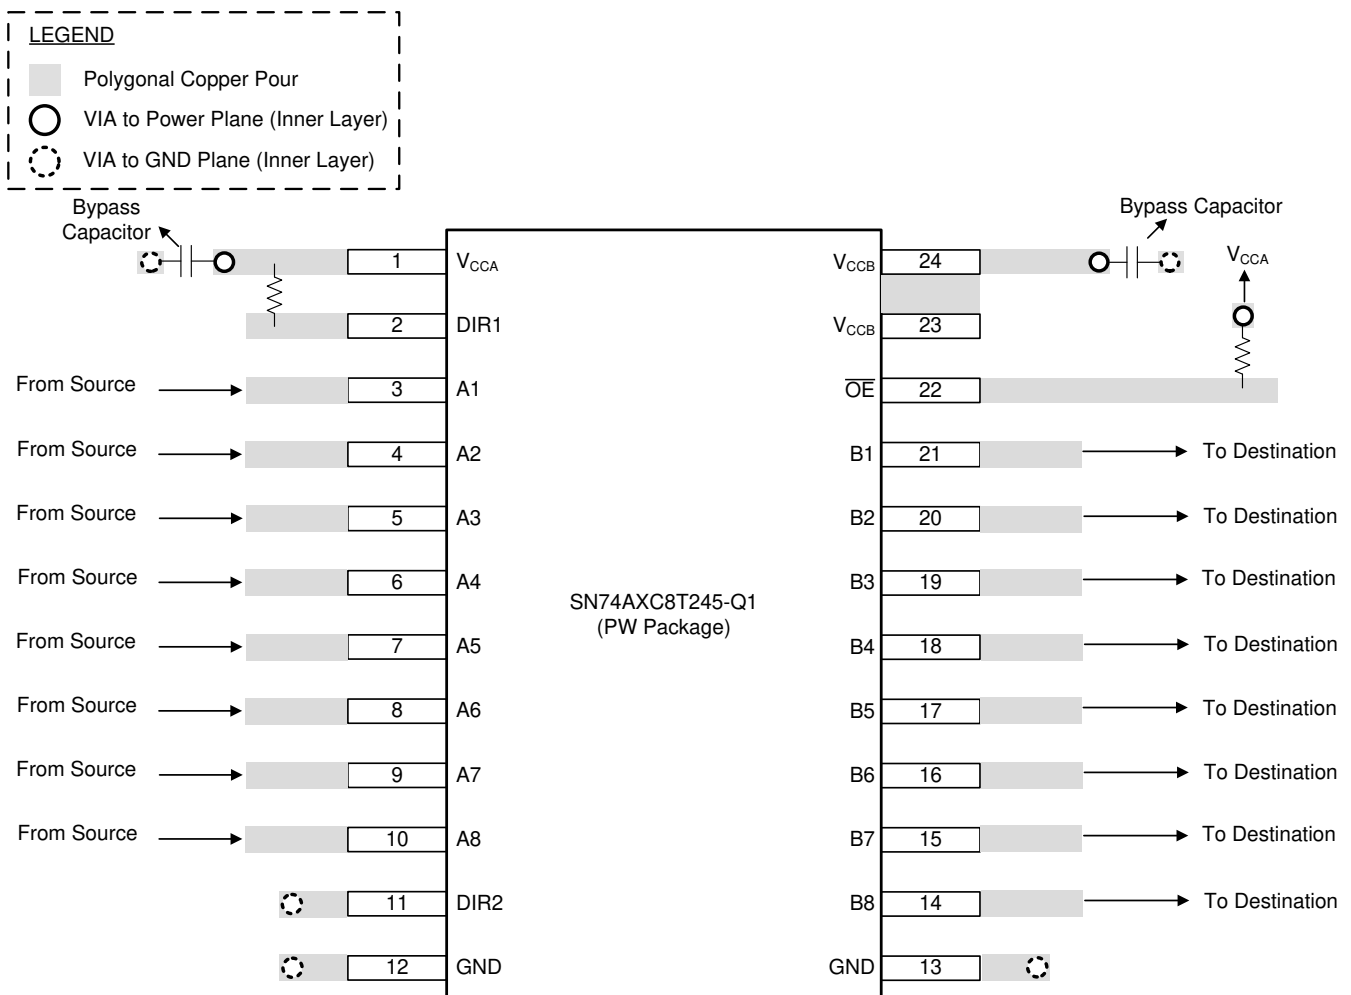 LEGEND
Polygonal Copper Pour
VIA to Power Plane (Inner Layer)
VIA to GND Plane (Inner Layer)
Bypass
Capacitor
Bypass Capacitor
VCCA
1 VCCA
VCCB 24
2 DIR1
VCCB 23
From Source 3 A1
OE 22
From Source 4 A2
B1 21 To Destination
From Source 5 A3
B2 20 To Destination
From Source 6 A4
B3 19 To Destination
SN74AXC8T245-Q1
(PW Package)
From Source 7 A5
B4 18 To Destination
From Source 8 A6
B5 17 To Destination
From Source 9 A7
B6 16 To Destination
From Source 10 A8
B7 15 To Destination
11 DIR2
B8 14 To Destination
12 GND
GND 13